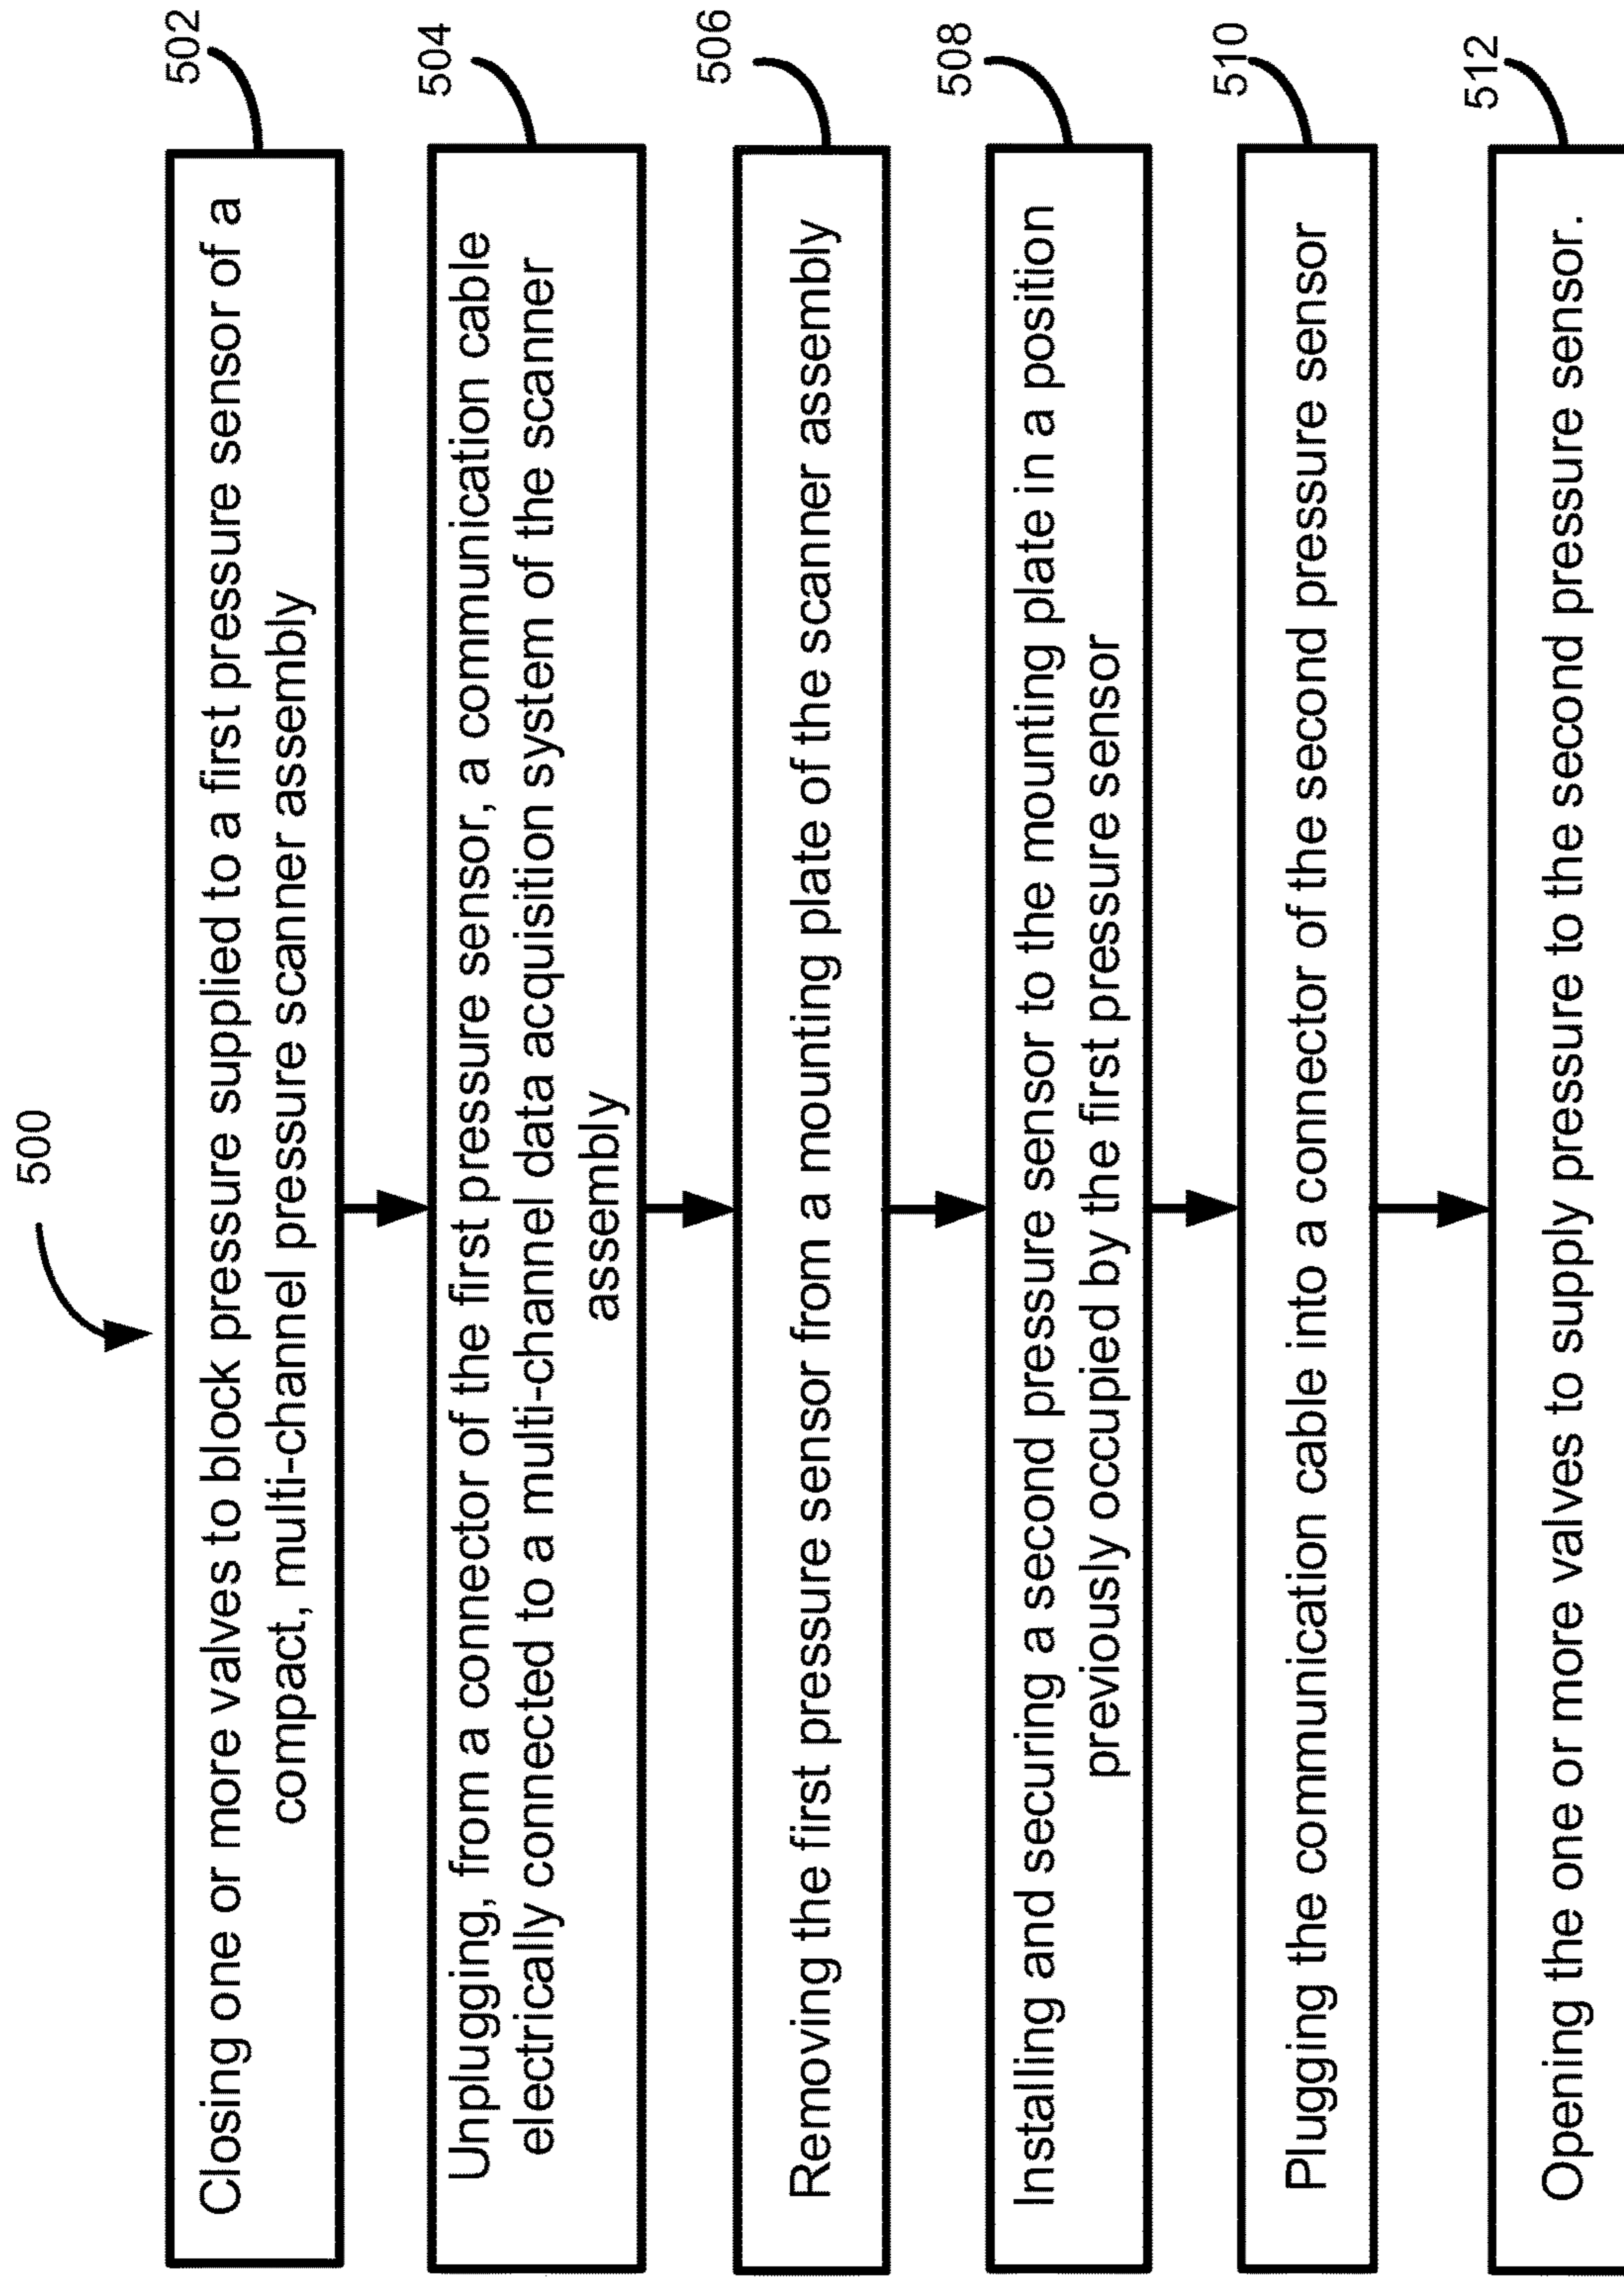 500
502
Closing one or more valves to block pressure supplied to a first pressure sensor of a
compact, multi-channel pressure scanner assembly
504
Unplugging, from a connector of the first pressure sensor, a communication cable
electrically connected to a multi-channel data acquisition system of the scanner
assembly
506
Removing the first pressure sensor from a mounting plate of the scanner assembly
508
Installing and securing a second pressure sensor to the mounting plate in a position
previously occupied by the first pressure sensor
510
Plugging the communication cable into a connector of the second pressure sensor
512
Opening the one or more valves to supply pressure to the second pressure sensor.